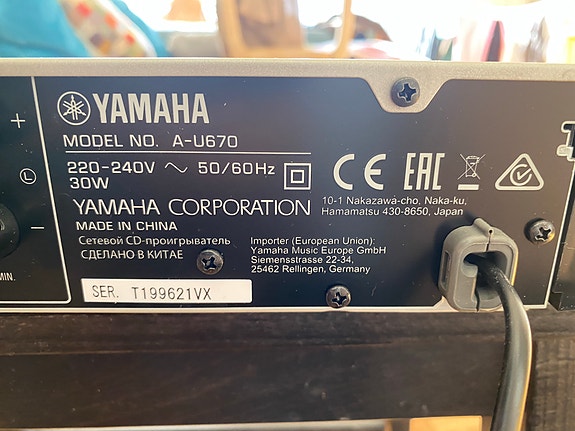 +
L
−
MIN.
YAMAHA
MODEL NO. A-U670
220-240V ~ 50/60Hz
30W
CE EAC
YAMAHA CORPORATION
10-1 Nakazawa-cho, Naka-ku,
Hamamatsu 430-8650, Japan
MADE IN CHINA
Сетевой CD-проигрыватель
СДЕЛАНО В КИТАЕ
Importer (European Union):
Yamaha Music Europe GmbH
Siemensstrasse 22-34,
25462 Rellingen, Germany
SER. T199621VX